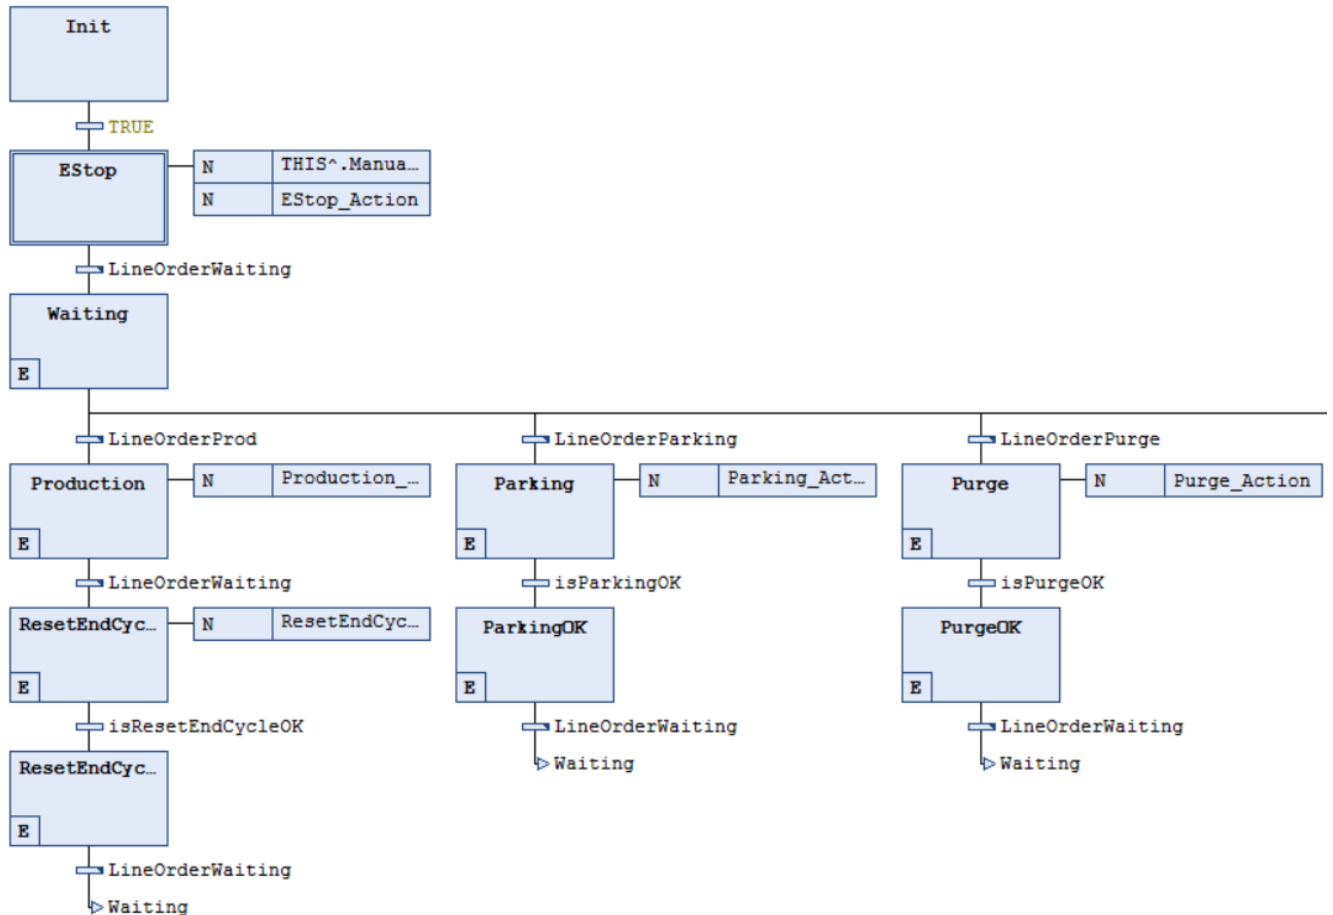 Init
TRUE
EStop
N THIS^.Manua...
N EStop_Action
LineOrderWaiting
Waiting
E
LineOrderProd LineOrderParking LineOrderPurge
Production N Production_... Parking N Parking_Act... Purge N Purge_Action
E E E
LineOrderWaiting isParkingOK isPurgeOK
ResetEndCyc... N ResetEndCyc... ParkingOK PurgeOK
E E E
isResetEndCycleOK LineOrderWaiting LineOrderWaiting
ResetEndCyc... Waiting Waiting
E
LineOrderWaiting
Waiting